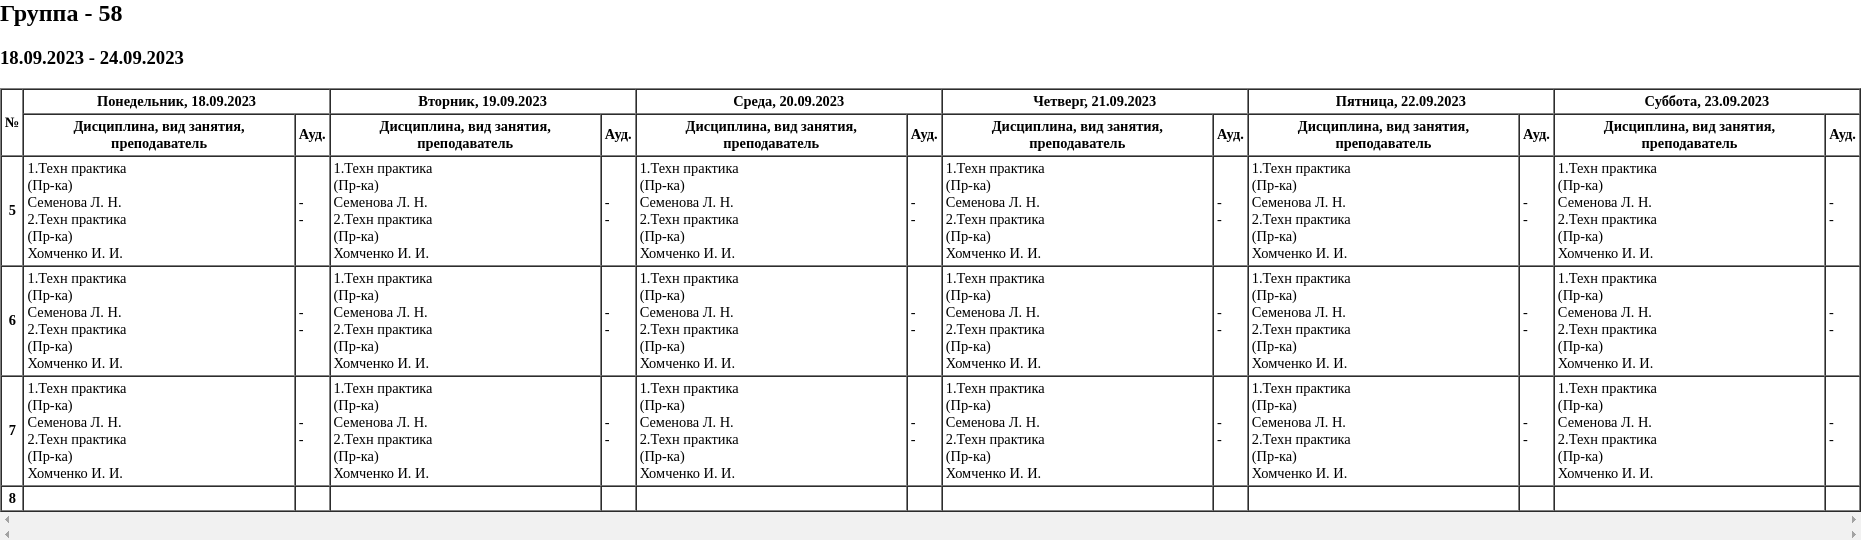 Группа - 58
18.09.2023 - 24.09.2023
№ Понедельник, 18.09.2023 Вторник, 19.09.2023 Среда, 20.09.2023 Четверг, 21.09.2023 Пятница, 22.09.2023 Суббота, 23.09.2023
Дисциплина, вид занятия, Ауд. Дисциплина, вид занятия, Ауд. Дисциплина, вид занятия, Ауд. Дисциплина, вид занятия, Ауд. Дисциплина, вид занятия, Ауд. Дисциплина, вид занятия, Ауд.
преподаватель преподаватель преподаватель преподаватель преподаватель преподаватель
1.Техн практика 1.Техн практика 1.Техн практика 1.Техн практика 1.Техн практика 1.Техн практика
(Пр-ка) (Пр-ка) (Пр-ка) (Пр-ка) (Пр-ка) (Пр-ка)
5 Семенова Л. Н. - Семенова Л. Н. - Семенова Л. Н. - Семенова Л. Н. - Семенова Л. Н. - Семенова Л. Н. -
2.Техн практика - 2.Техн практика - 2.Техн практика - 2.Техн практика - 2.Техн практика - 2.Техн практика -
(Пр-ка) (Пр-ка) (Пр-ка) (Пр-ка) (Пр-ка) (Пр-ка)
Хомченко И. И. Хомченко И. И. Хомченко И. И. Хомченко И. И. Хомченко И. И. Хомченко И. И.
1.Техн практика 1.Техн практика 1.Техн практика 1.Техн практика 1.Техн практика 1.Техн практика
(Пр-ка) (Пр-ка) (Пр-ка) (Пр-ка) (Пр-ка) (Пр-ка)
6 Семенова Л. Н. - Семенова Л. Н. - Семенова Л. Н. - Семенова Л. Н. - Семенова Л. Н. - Семенова Л. Н. -
2.Техн практика - 2.Техн практика - 2.Техн практика - 2.Техн практика - 2.Техн практика - 2.Техн практика -
(Пр-ка) (Пр-ка) (Пр-ка) (Пр-ка) (Пр-ка) (Пр-ка)
Хомченко И. И. Хомченко И. И. Хомченко И. И. Хомченко И. И. Хомченко И. И. Хомченко И. И.
1.Техн практика 1.Техн практика 1.Техн практика 1.Техн практика 1.Техн практика 1.Техн практика
(Пр-ка) (Пр-ка) (Пр-ка) (Пр-ка) (Пр-ка) (Пр-ка)
7 Семенова Л. Н. - Семенова Л. Н. - Семенова Л. Н. - Семенова Л. Н. - Семенова Л. Н. - Семенова Л. Н. -
2.Техн практика - 2.Техн практика - 2.Техн практика - 2.Техн практика - 2.Техн практика - 2.Техн практика -
(Пр-ка) (Пр-ка) (Пр-ка) (Пр-ка) (Пр-ка) (Пр-ка)
Хомченко И. И. Хомченко И. И. Хомченко И. И. Хомченко И. И. Хомченко И. И. Хомченко И. И.
8